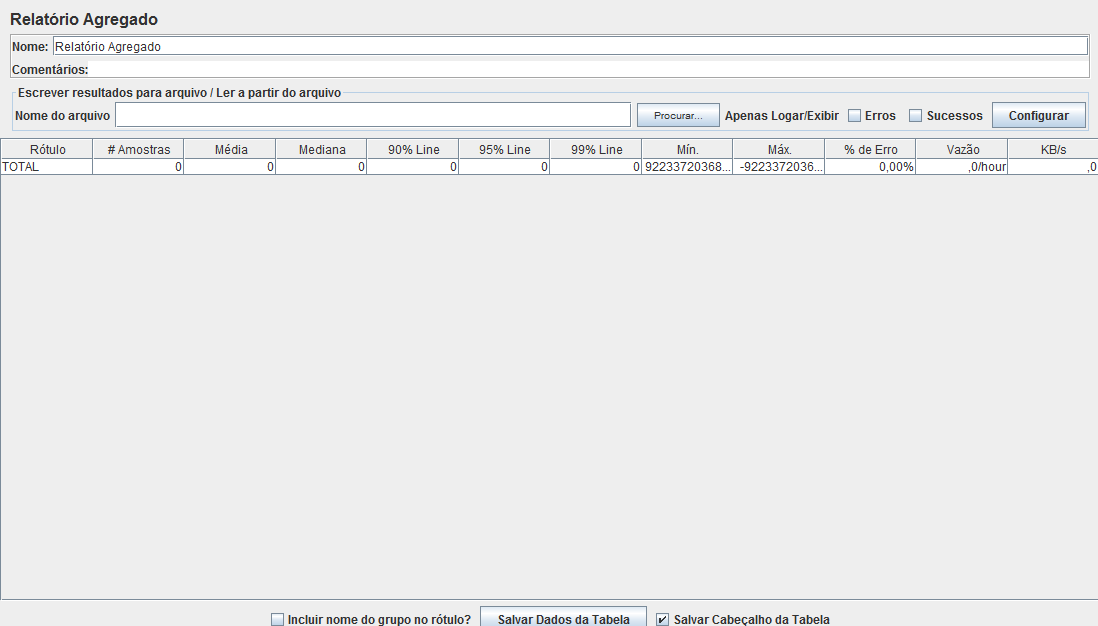 Relatório Agregado
Nome: Relatório Agregado
Comentários:
Escrever resultados para arquivo / Ler a partir do arquivo
Nome do arquivo Procurar... Apenas Logar/Exibir Erros Sucessos Configurar
Rótulo # Amostras Média Mediana 90% Line 95% Line 99% Line Mín. Máx. % de Erro Vazão KB/s
TOTAL 0 0 0 0 0 0 92233720368... -9223372036... 0,00% ,0/hour ,0
Incluir nome do grupo no rótulo? Salvar Dados da Tabela Salvar Cabeçalho da Tabela